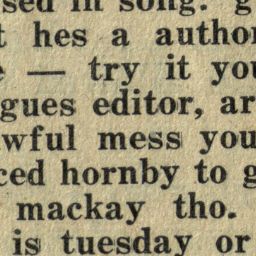 sed in song. g
t hes a author
e — try it you
gues editor, ar
wful mess you
ced hornby to g
mackay tho.
is tuesday or